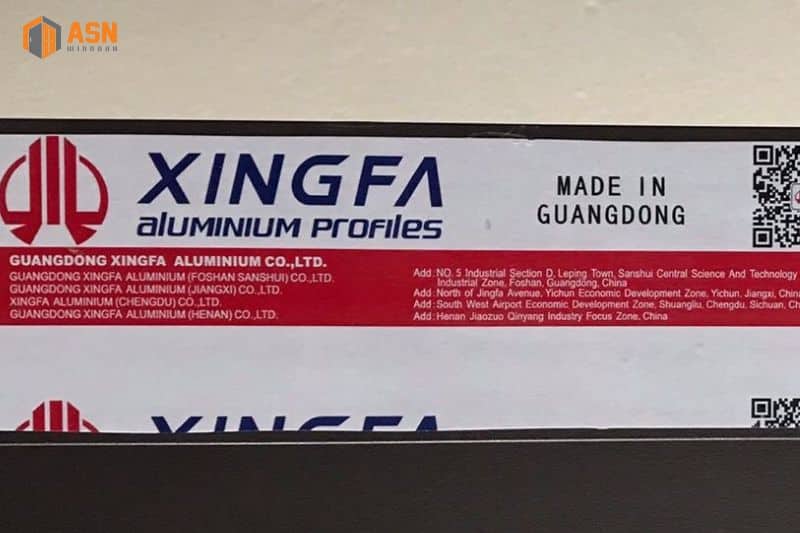 ASN
WINDOWS
XINGFA
aluminium Profiles
MADE IN
GUANGDONG
GUANGDONG XINGFA ALUMINIUM CO.,LTD.
GUANGDONG XINGFA ALUMINIUM (FOSHAN SANSHUI) CO.,LTD.
GUANGDONG XINGFA ALUMINIUM (JIANGXI) CO.,LTD.
XINGFA ALUMINIUM (CHENGDU) CO.,LTD.
GUANGDONG XINGFA ALUMINIUM (HENAN) CO.,LTD.
Add:NO. 5 Industrial Section D, Leping Town, Sanshui Central Science And Technology
Industrial Zone, Foshan, Guangdong, China
Add:North of Jingfa Avenue, Yichun Economic Development Zone, Yichun, Jiangxi, China
Add:South West Airport Economic Development Zone, Shuangliu, Chengdu, Sichuan, Ch
Add:Henan Jiaozuo Qinyang Industry Focus Zone, China
XINGFA